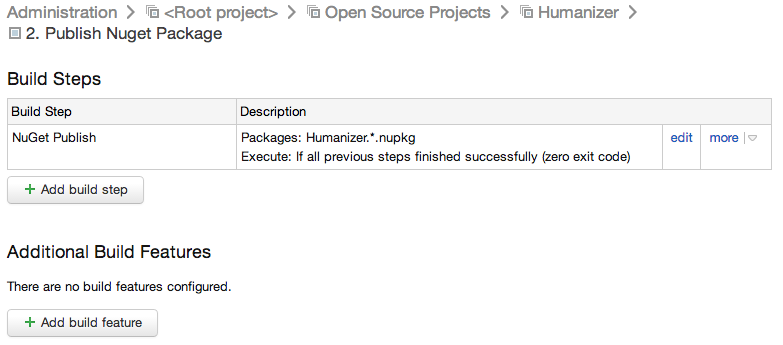 Administration > <Root project> > Open Source Projects > Humanizer >
2. Publish Nuget Package
Build Steps
Build Step Description
NuGet Publish Packages: Humanizer.*.nupkg edit more
Execute: If all previous steps finished successfully (zero exit code)
+ Add build step
Additional Build Features
There are no build features configured.
+ Add build feature